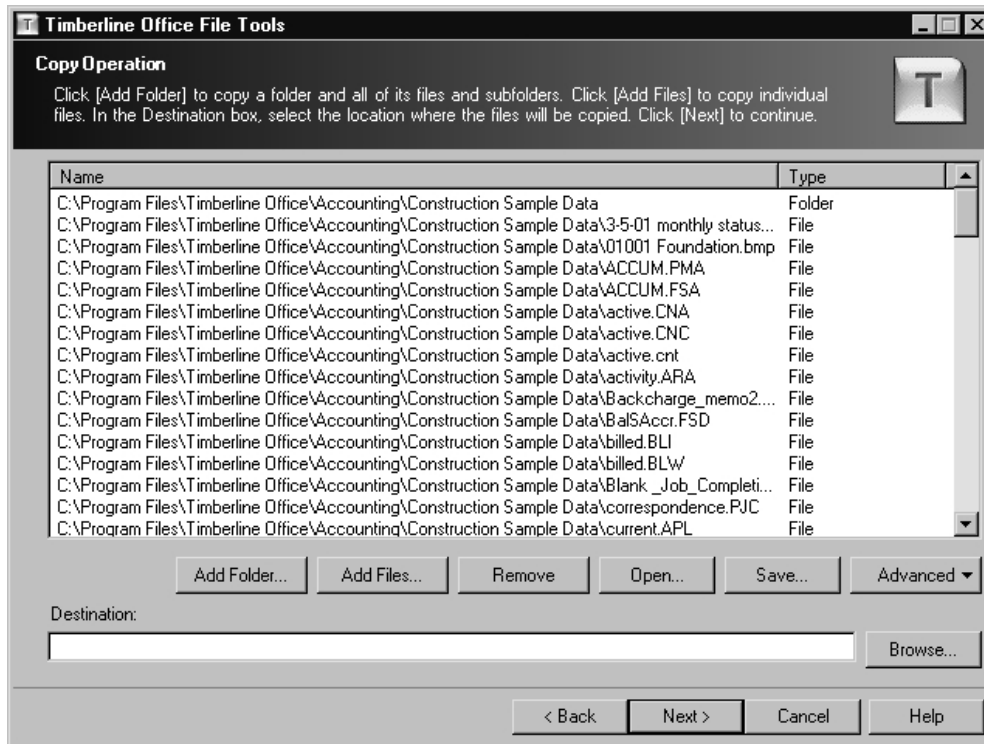 T Timberline Office File Tools
Copy Operation
Click [Add Folder] to copy a folder and all of its files and subfolders. Click [Add Files] to copy individual
files. In the Destination box, select the location where the files will be copied. Click [Next] to continue.
T
Name Type
C:\Program Files\Timberline Office\Accounting\Construction Sample Data Folder
C:\Program Files\Timberline Office\Accounting\Construction Sample Data\3-5-01 monthly status... File
C:\Program Files\Timberline Office\Accounting\Construction Sample Data\01001 Foundation.bmp File
C:\Program Files\Timberline Office\Accounting\Construction Sample Data\ACCUM.PMA File
C:\Program Files\Timberline Office\Accounting\Construction Sample Data\ACCUM.FSA File
C:\Program Files\Timberline Office\Accounting\Construction Sample Data\active.CNA File
C:\Program Files\Timberline Office\Accounting\Construction Sample Data\active.CNC File
C:\Program Files\Timberline Office\Accounting\Construction Sample Data\active.cnt File
C:\Program Files\Timberline Office\Accounting\Construction Sample Data\activity.ARA File
C:\Program Files\Timberline Office\Accounting\Construction Sample Data\Backcharge_memo2.... File
C:\Program Files\Timberline Office\Accounting\Construction Sample Data\BalSAccr.FSD File
C:\Program Files\Timberline Office\Accounting\Construction Sample Data\billed.BLI File
C:\Program Files\Timberline Office\Accounting\Construction Sample Data\billed.BLW File
C:\Program Files\Timberline Office\Accounting\Construction Sample Data\Blank _Job_Completi... File
C:\Program Files\Timberline Office\Accounting\Construction Sample Data\correspondence.PJC File
C:\Program Files\Timberline Office\Accounting\Construction Sample Data\current.APL File
Add Folder... Add Files... Remove Open... Save... Advanced
Destination:
Browse...
< Back Next > Cancel Help